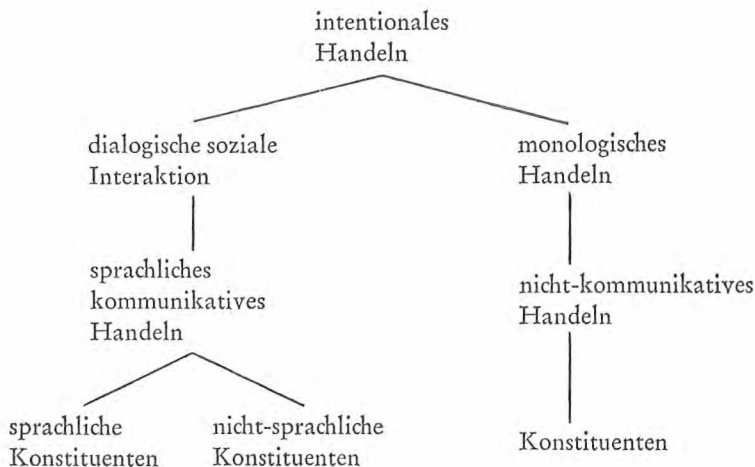 intentionales
Handeln
dialogische soziale
Interaktion
monologisches
Handeln
sprachliches
kommunikatives
Handeln
nicht-kommunikatives
Handeln
sprachliche
Konstituenten
nicht-sprachliche
Konstituenten
Konstituenten